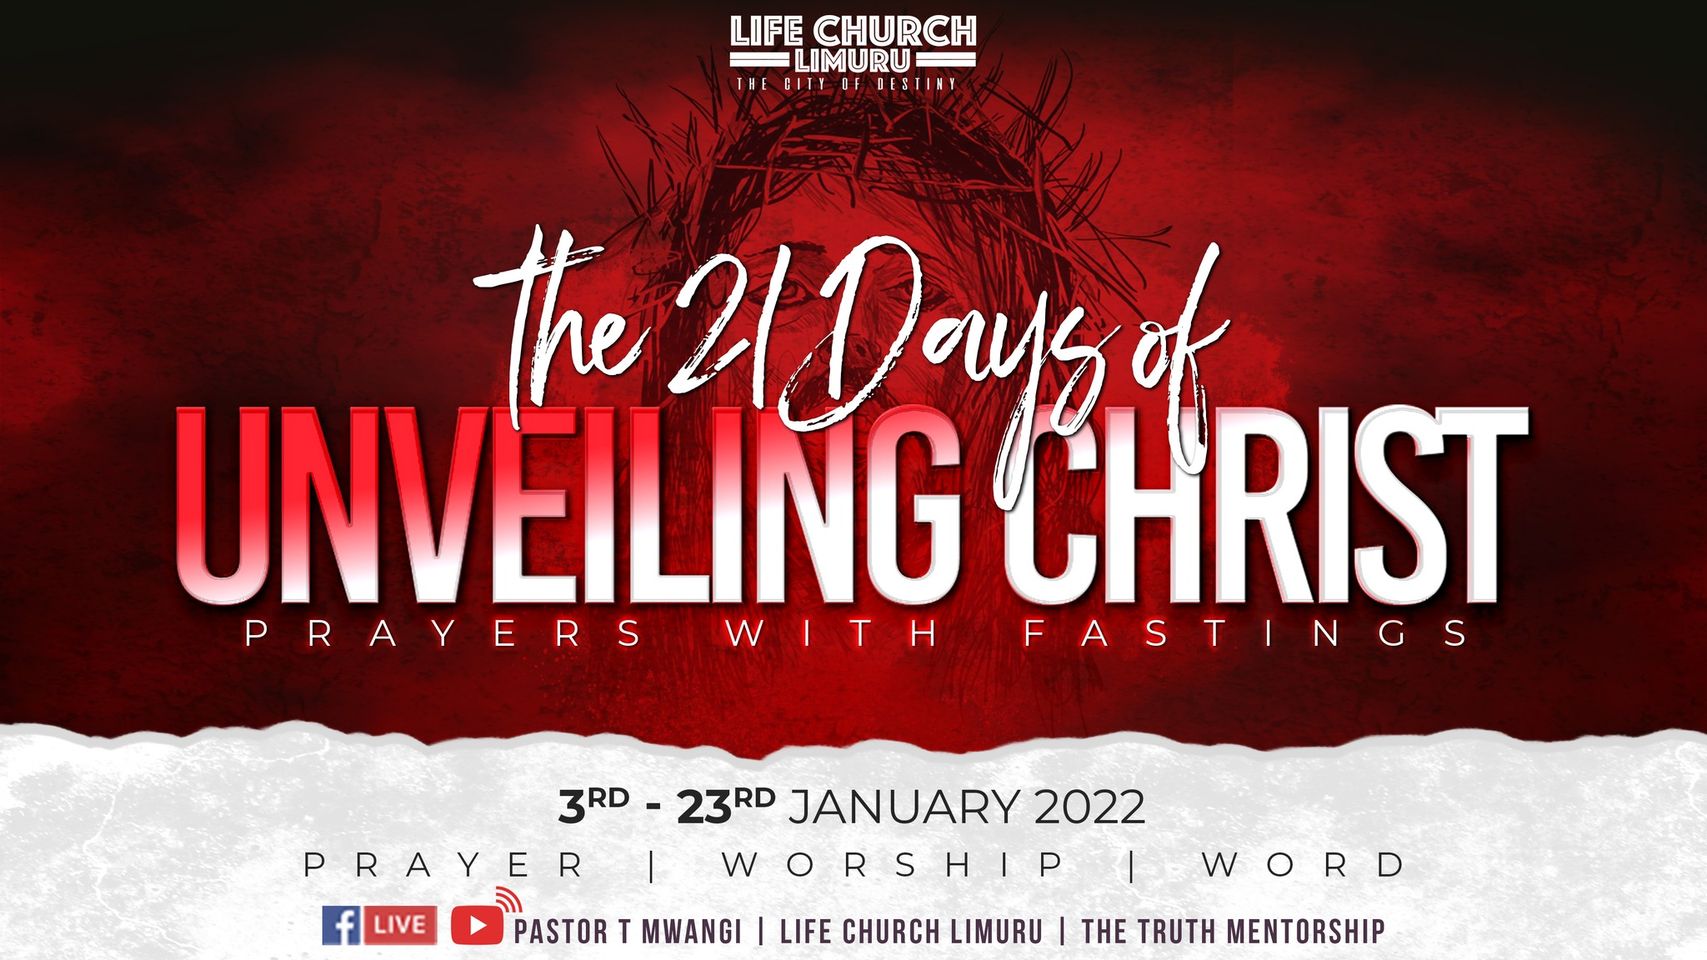 LIFE CHURCH
LIMURU
THE CITY OF DESTINY
The 21 Days of
UNVEILING CHRIST
PRAYERS WITH FASTINGS
3RD - 23RD JANUARY 2022
PRAYER | WORSHIP | WORD
f LIVE PASTOR T MWANGI | LIFE CHURCH LIMURU | THE TRUTH MENTORSHIP